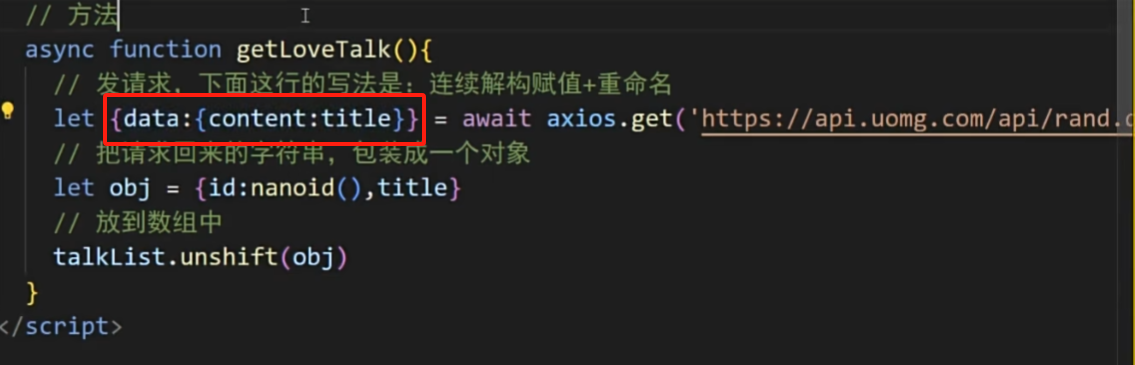 // 方法
async function getLoveTalk(){
// 发请求，下面这行的写法是：连续解构赋值+重命名
let {data:{content:title}} = await axios.get('https://api.uomg.com/api/rand.
// 把请求回来的字符串，包装成一个对象
let obj = {id:nanoid(),title}
// 放到数组中
talkList.unshift(obj)
}
</script>